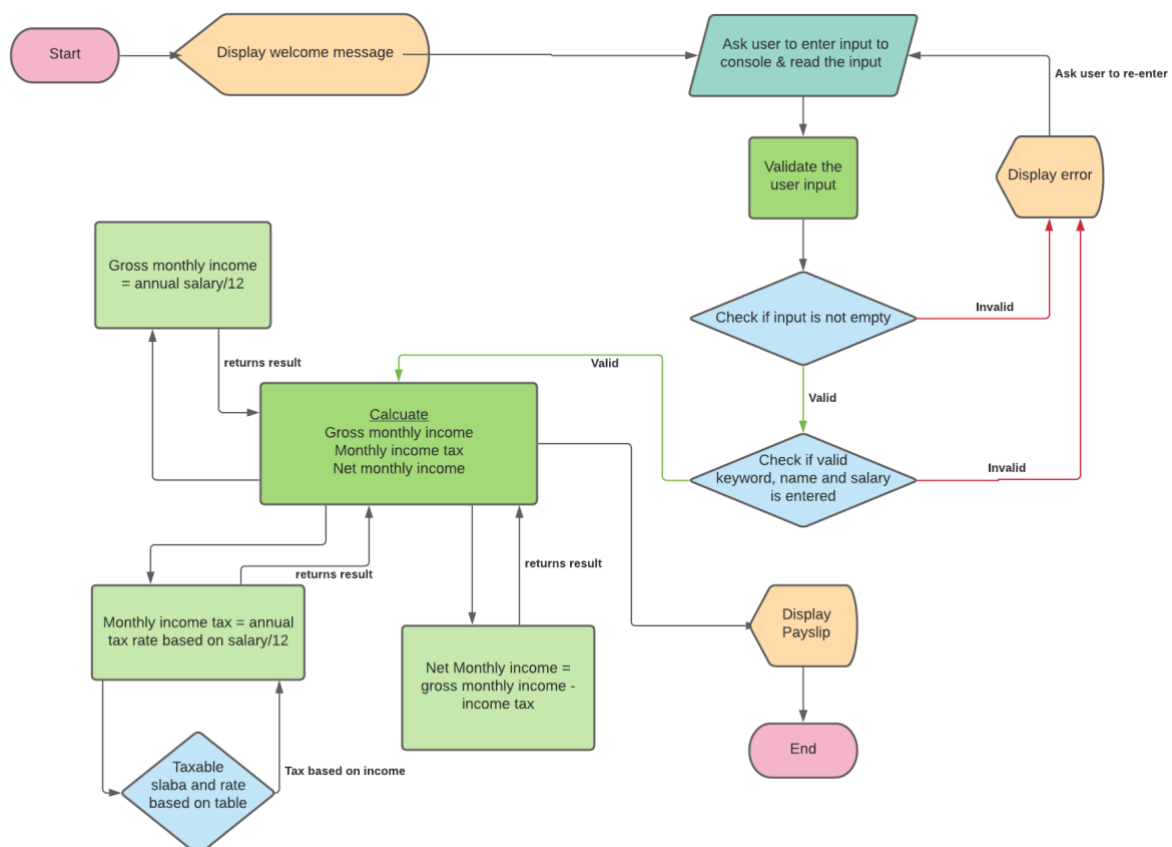 Start
Display welcome message
Ask user to enter input to
console & read the input
Ask user to re-enter
Validate the
user input
Display error
Gross monthly income
= annual salary/12
Check if input is not empty
Invalid
returns result
Valid
Valid
Calcuate
Gross monthly income
Monthly income tax
Net monthly income
Check if valid
keyword, name and salary
is entered
Invalid
returns result
returns result
Monthly income tax = annual
tax rate based on salary/12
Net Monthly income =
gross monthly income -
income tax
Display
Payslip
Taxable
slaba and rate
based on table
Tax based on income
End